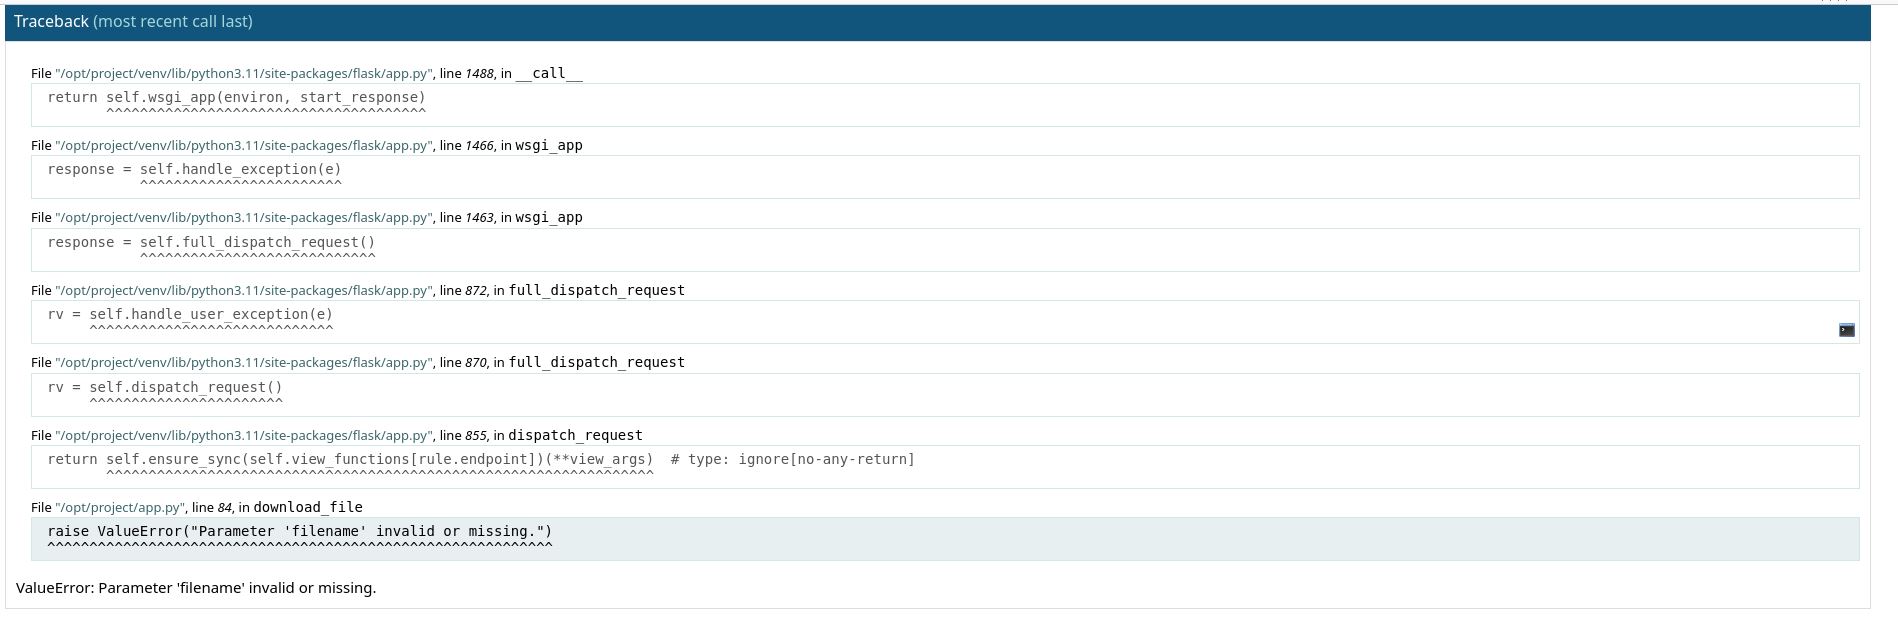 Traceback (most recent call last)
File "/opt/project/venv/lib/python3.11/site-packages/flask/app.py", line 1488, in __call__
return self.wsgi_app(environ, start_response)
^^^^^^^^^^^^^^^^^^^^^^^^^^^^^^^^^^^^^^
File "/opt/project/venv/lib/python3.11/site-packages/flask/app.py", line 1466, in wsgi_app
response = self.handle_exception(e)
^^^^^^^^^^^^^^^^^^^^^^^^
File "/opt/project/venv/lib/python3.11/site-packages/flask/app.py", line 1463, in wsgi_app
response = self.full_dispatch_request()
^^^^^^^^^^^^^^^^^^^^^^^^^^^^
File "/opt/project/venv/lib/python3.11/site-packages/flask/app.py", line 872, in full_dispatch_request
rv = self.handle_user_exception(e)
^^^^^^^^^^^^^^^^^^^^^^^^^^^^^
File "/opt/project/venv/lib/python3.11/site-packages/flask/app.py", line 870, in full_dispatch_request
rv = self.dispatch_request()
^^^^^^^^^^^^^^^^^^^^^^^
File "/opt/project/venv/lib/python3.11/site-packages/flask/app.py", line 855, in dispatch_request
return self.ensure_sync(self.view_functions[rule.endpoint])(**view_args)  # type: ignore[no-any-return]
^^^^^^^^^^^^^^^^^^^^^^^^^^^^^^^^^^^^^^^^^^^^^^^^^^^^^^^^^^^^^^^^^
File "/opt/project/app.py", line 84, in download_file
raise ValueError("Parameter 'filename' invalid or missing.")
^^^^^^^^^^^^^^^^^^^^^^^^^^^^^^^^^^^^^^^^^^^^^^^^^^^^^^^^^^^^
ValueError: Parameter 'filename' invalid or missing.